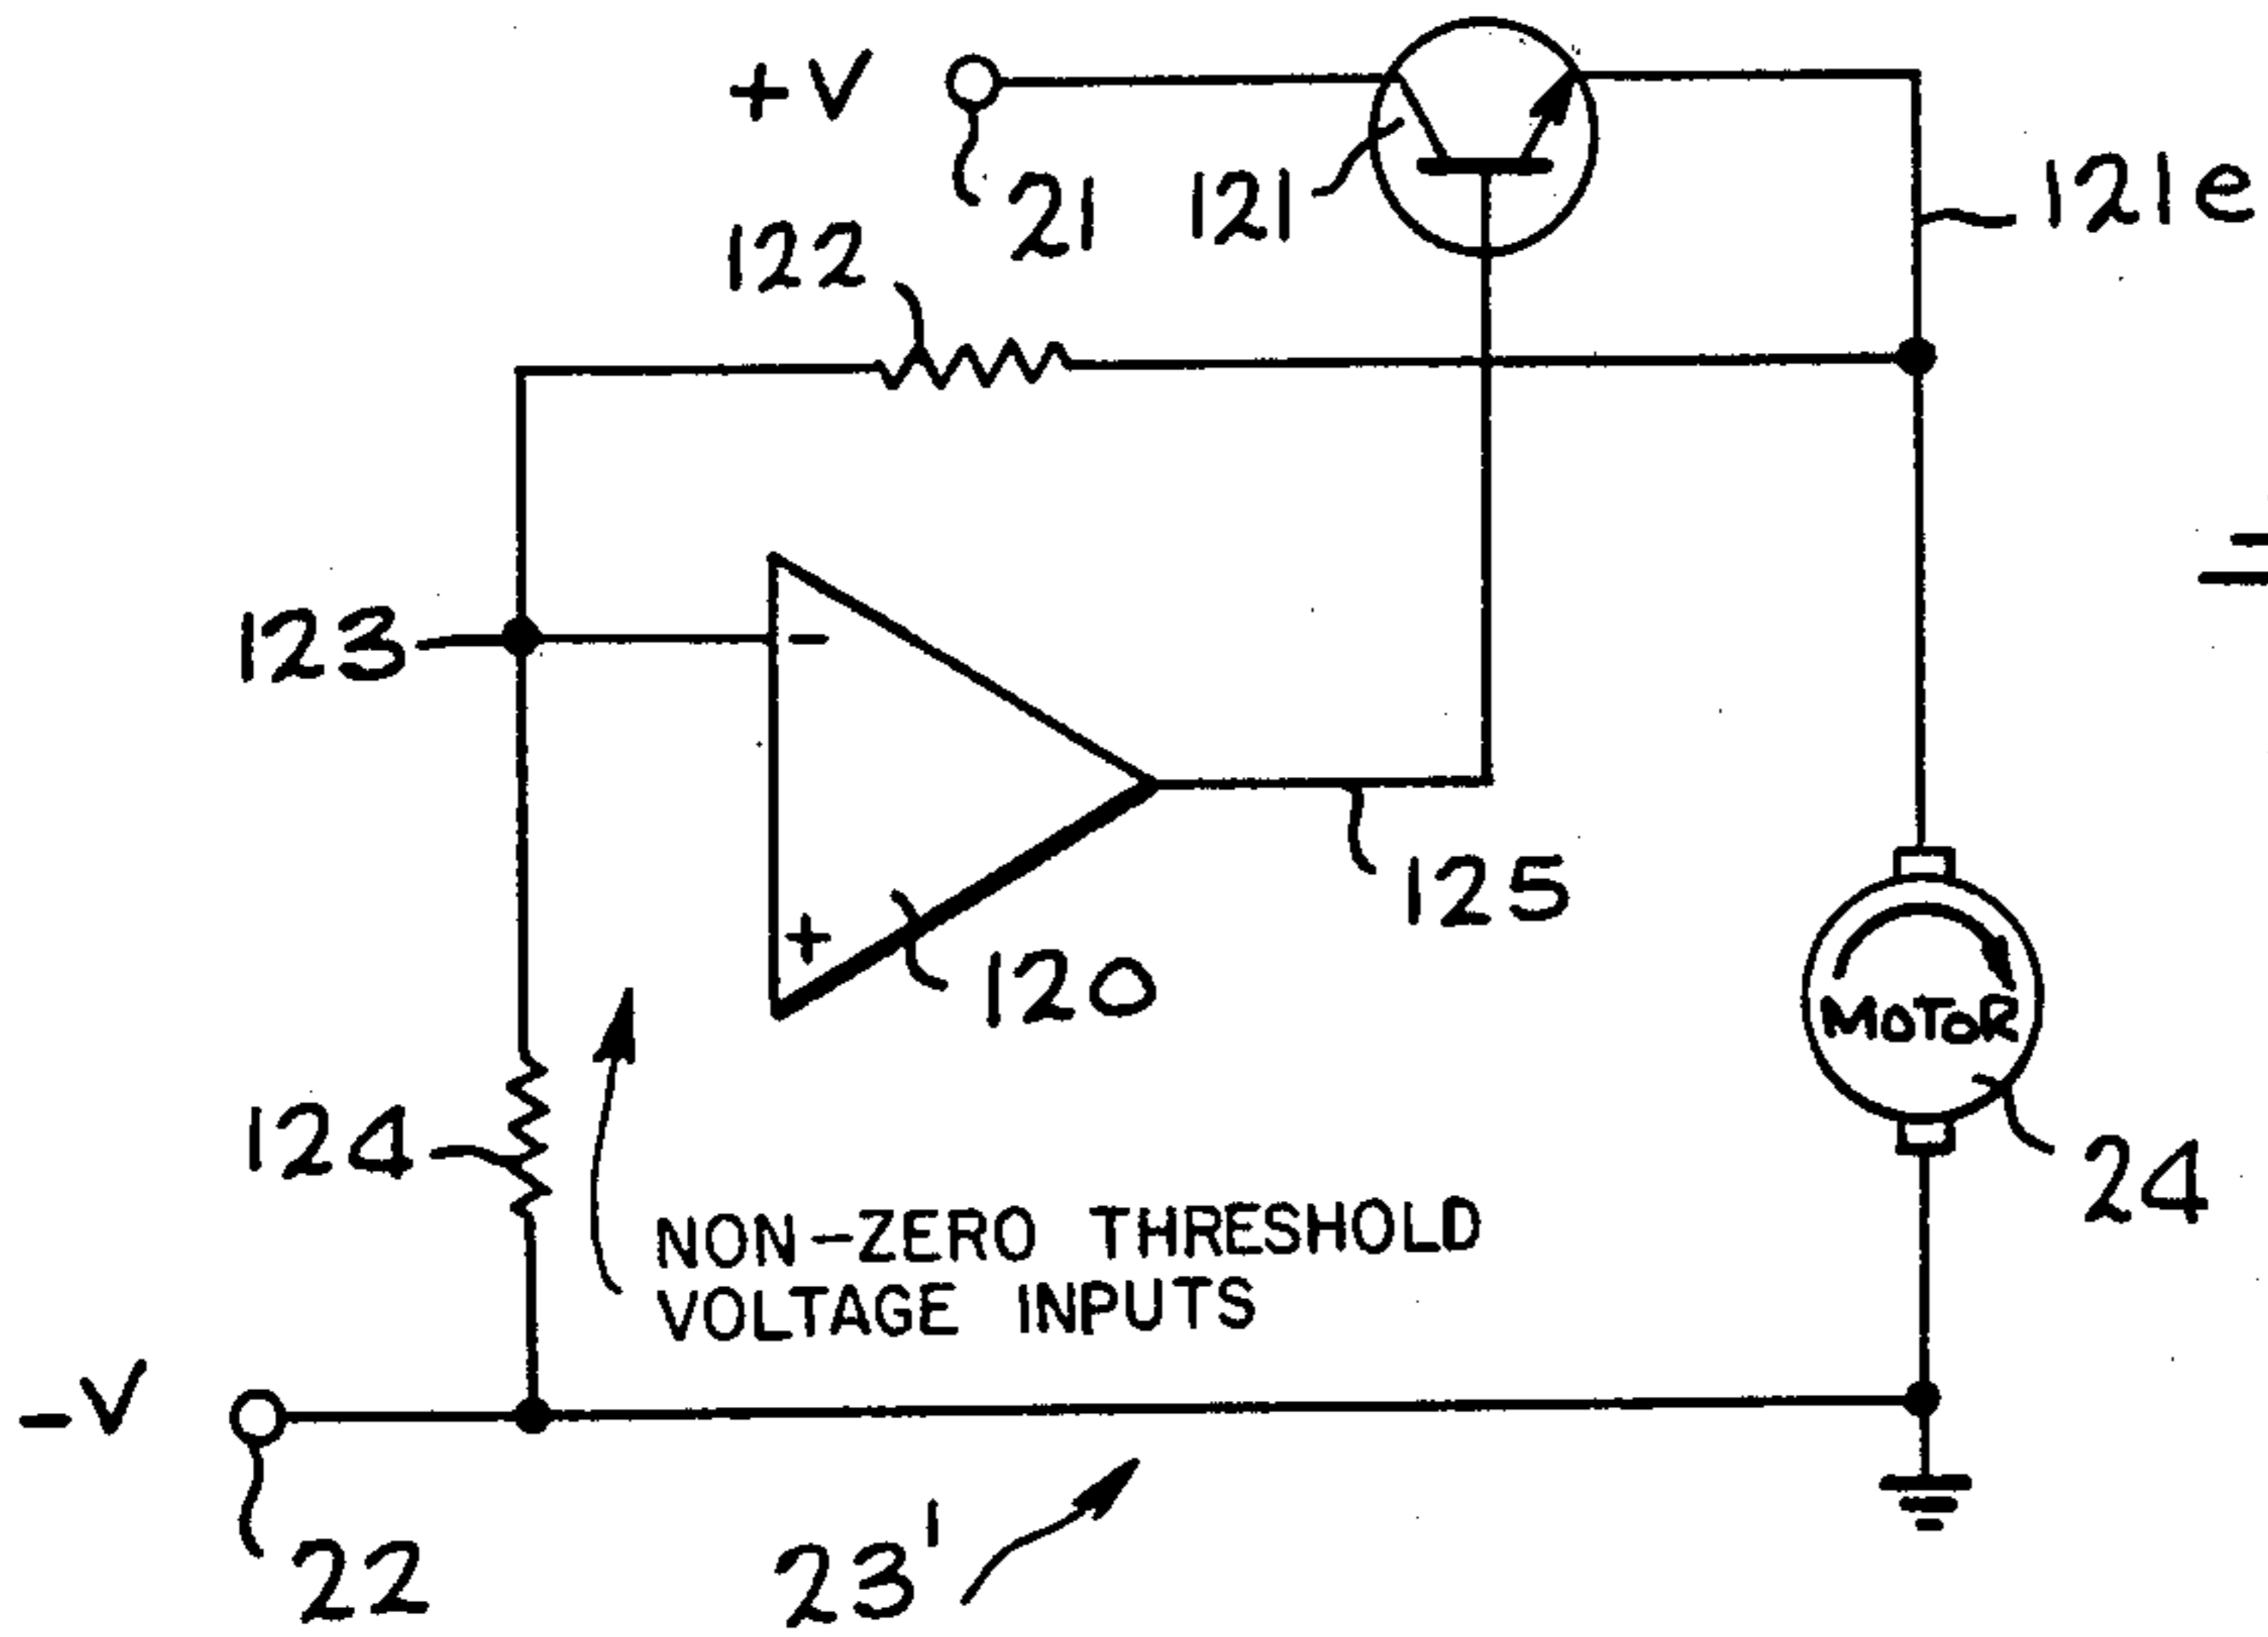 +V
21
121
121e
122
123
-
+
120
125
MOTOR
24
124
NON-ZERO THRESHOLD
VOLTAGE INPUTS
-V
22
23'